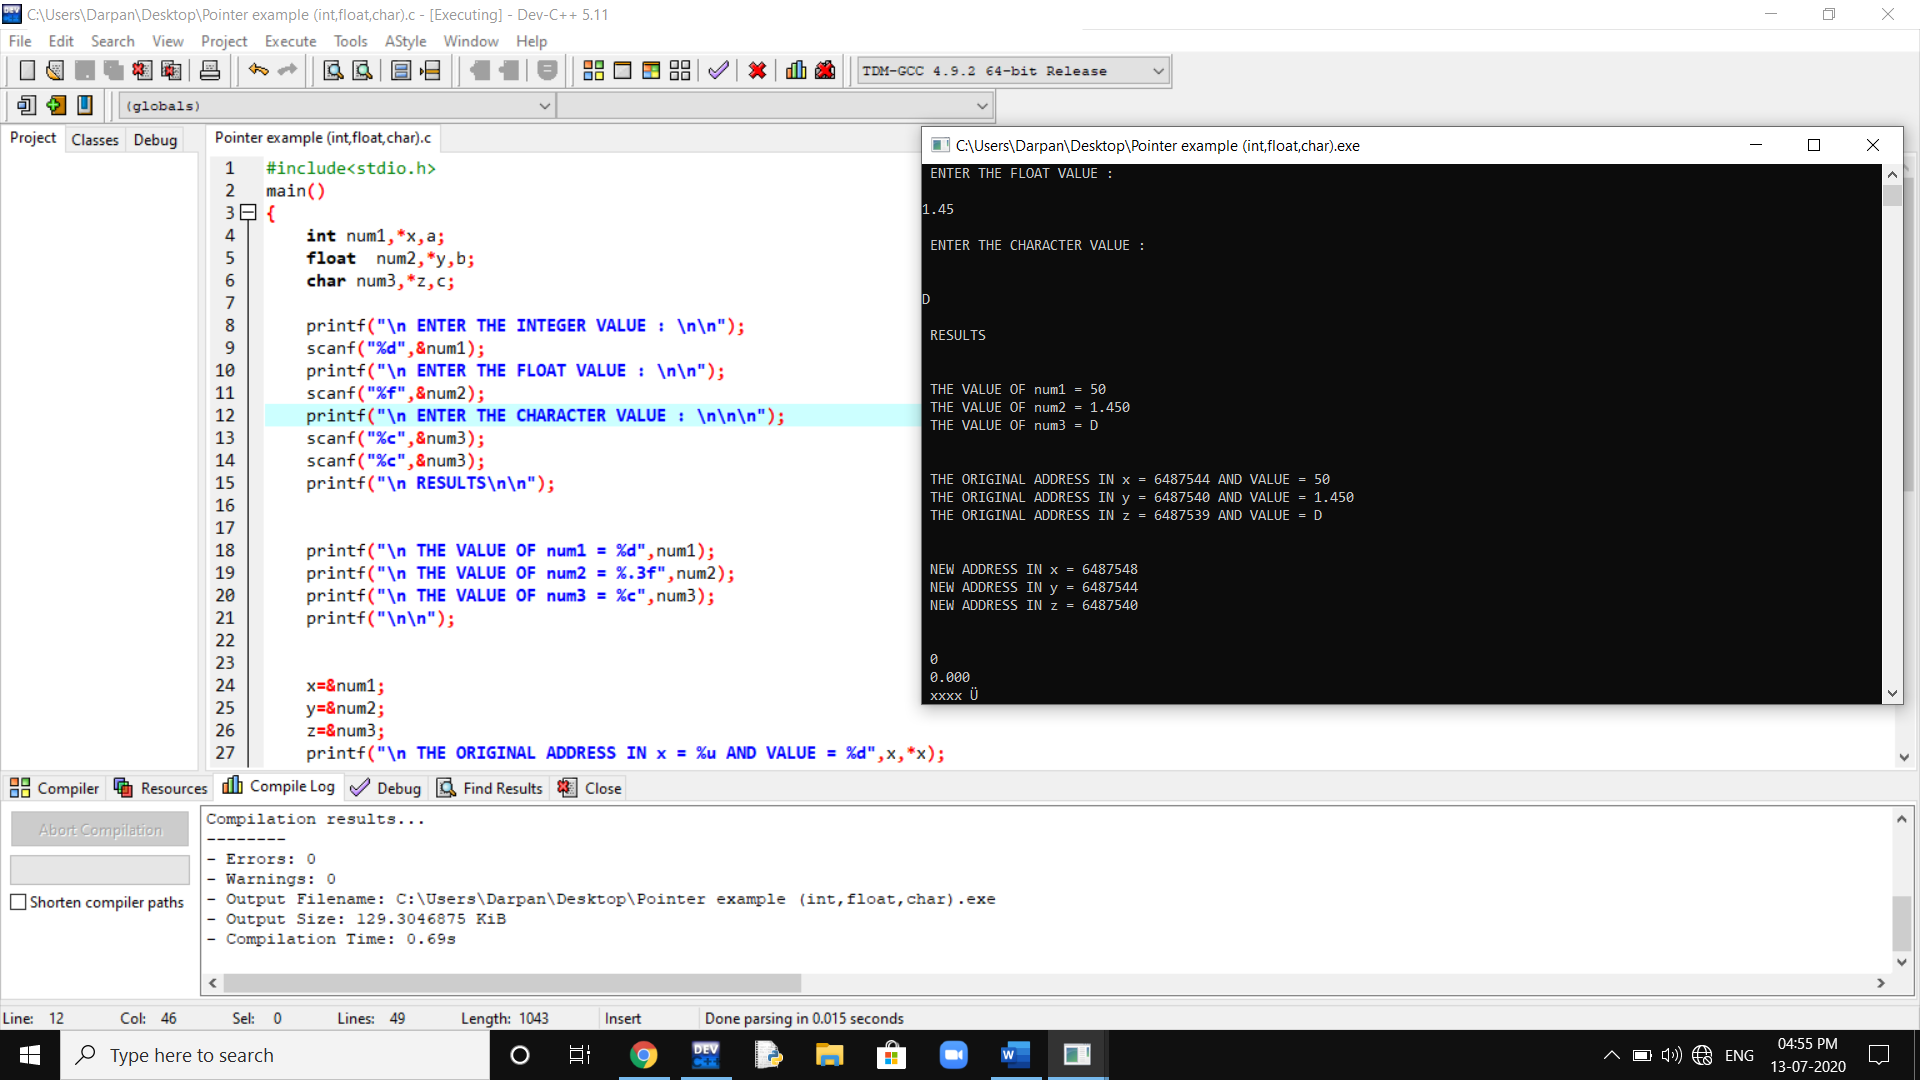 C:\Users\Darpan\Desktop\Pointer example (int,float,char).c - [Executing] - Dev-C++ 5.11
File Edit Search View Project Execute Tools AStyle Window Help
TDM-GCC 4.9.2 64-bit Release
(globals)
Project Classes Debug
Pointer example (int,float,char).c
1 #include<stdio.h>
2 main()
3 {
4 int num1,*x,a;
5 float  num2,*y,b;
6 char num3,*z,c;
7
8 printf("\n ENTER THE INTEGER VALUE : \n\n");
9 scanf("%d",&num1);
10 printf("\n ENTER THE FLOAT VALUE : \n\n");
11 scanf("%f",&num2);
12 printf("\n ENTER THE CHARACTER VALUE : \n\n\n");
13 scanf("%c",&num3);
14 scanf("%c",&num3);
15 printf("\n RESULTS\n\n");
16
17
18 printf("\n THE VALUE OF num1 = %d",num1);
19 printf("\n THE VALUE OF num2 = %.3f",num2);
20 printf("\n THE VALUE OF num3 = %c",num3);
21 printf("\n\n");
22
23
24 x=&num1;
25 y=&num2;
26 z=&num3;
27 printf("\n THE ORIGINAL ADDRESS IN x = %u AND VALUE = %d",x,*x);
C:\Users\Darpan\Desktop\Pointer example (int,float,char).exe
ENTER THE FLOAT VALUE :
1.45
ENTER THE CHARACTER VALUE :
D
RESULTS
THE VALUE OF num1 = 50
THE VALUE OF num2 = 1.450
THE VALUE OF num3 = D
THE ORIGINAL ADDRESS IN x = 6487544 AND VALUE = 50
THE ORIGINAL ADDRESS IN y = 6487540 AND VALUE = 1.450
THE ORIGINAL ADDRESS IN z = 6487539 AND VALUE = D
NEW ADDRESS IN x = 6487548
NEW ADDRESS IN y = 6487544
NEW ADDRESS IN z = 6487540
0
0.000
xxxx Ü
Compiler Resources Compile Log Debug Find Results Close
Abort Compilation
Shorten compiler paths
Compilation results...
--------
- Errors: 0
- Warnings: 0
- Output Filename: C:\Users\Darpan\Desktop\Pointer example (int,float,char).exe
- Output Size: 129.3046875 KiB
- Compilation Time: 0.69s
Line: 12 Col: 46 Sel: 0 Lines: 49 Length: 1043 Insert Done parsing in 0.015 seconds
Type here to search
DEV
W
ENG
04:55 PM
13-07-2020